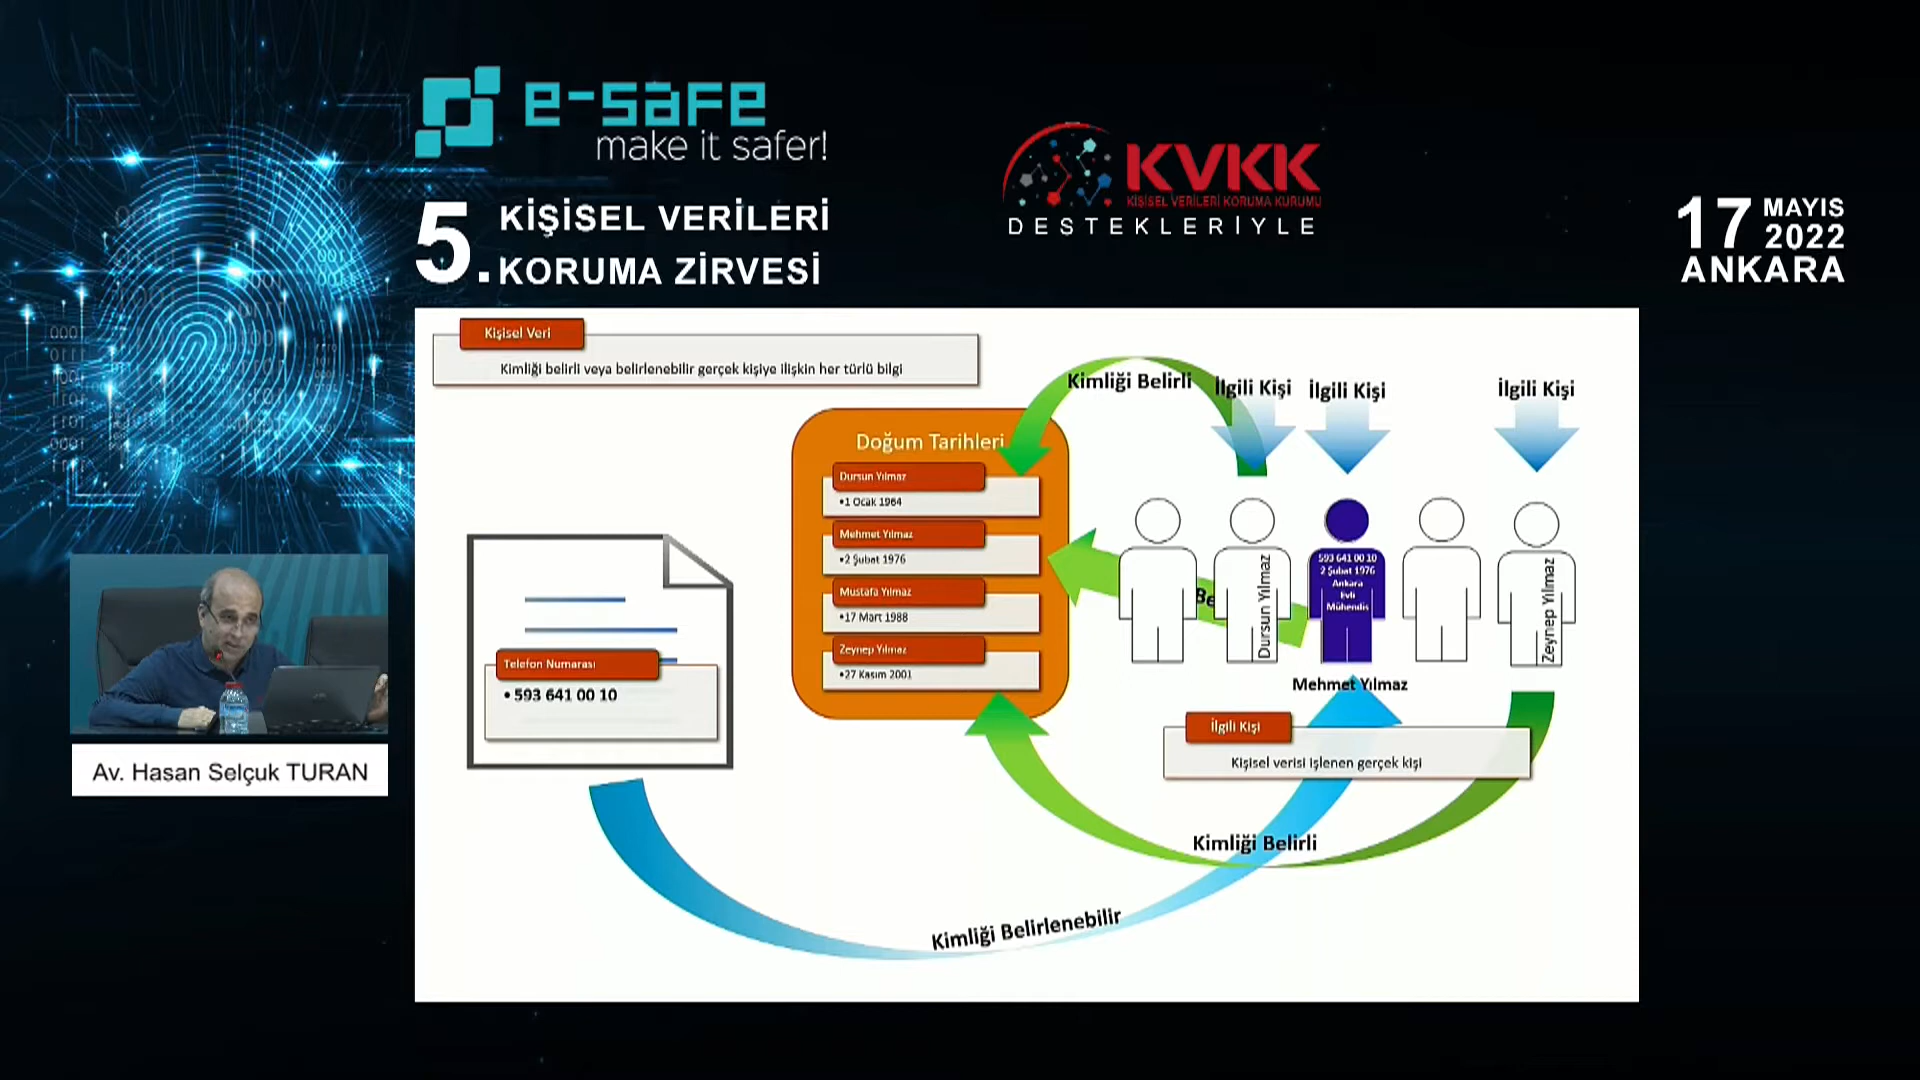 e-safe
make it safer!
5. KİŞİSEL VERİLERİ
KORUMA ZİRVESİ
KVKK
KİŞİSEL VERİLERİ KORUMA KURUMU
DESTEKLERİYLE
17 MAYIS
2022
ANKARA
Kişisel Veri
Kimliği belirli veya belirlenebilir gerçek kişiye ilişkin her türlü bilgi
Kimliği Belirli
İlgili Kişi
İlgili Kişi
İlgili Kişi
Doğum Tarihleri
Dursun Yılmaz
•1 Ocak 1964
Mehmet Yılmaz
•2 Şubat 1976
Mustafa Yılmaz
•17 Mart 1988
Zeynep Yılmaz
•27 Kasım 2001
Telefon Numarası
• 593 641 00 10
Dursun Yılmaz
593 641 00 10
2 Şubat 1976
Ankara
Evli
Mühendis
Zeynep Yılmaz
Mehmet Yılmaz
İlgili Kişi
Kişisel verisi işlenen gerçek kişi
Kimliği Belirli
Kimliği Belirlenebilir
Av. Hasan Selçuk TURAN